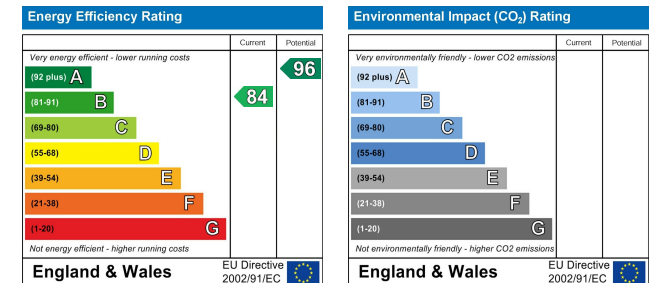 Energy Efficiency Rating
Current Potential
Very energy efficient - lower running costs
(92 plus) A
96
(81-91) B
84
(69-80) C
(55-68) D
(39-54) E
(21-38) F
(1-20) G
Not energy efficient - higher running costs
England & Wales
EU Directive
2002/91/EC
Environmental Impact (CO₂) Rating
Current Potential
Very environmentally friendly - lower CO2 emissions
(92 plus) A
(81-91) B
(69-80) C
(55-68) D
(39-54) E
(21-38) F
(1-20) G
Not environmentally friendly - higher CO2 emissions
England & Wales
EU Directive
2002/91/EC